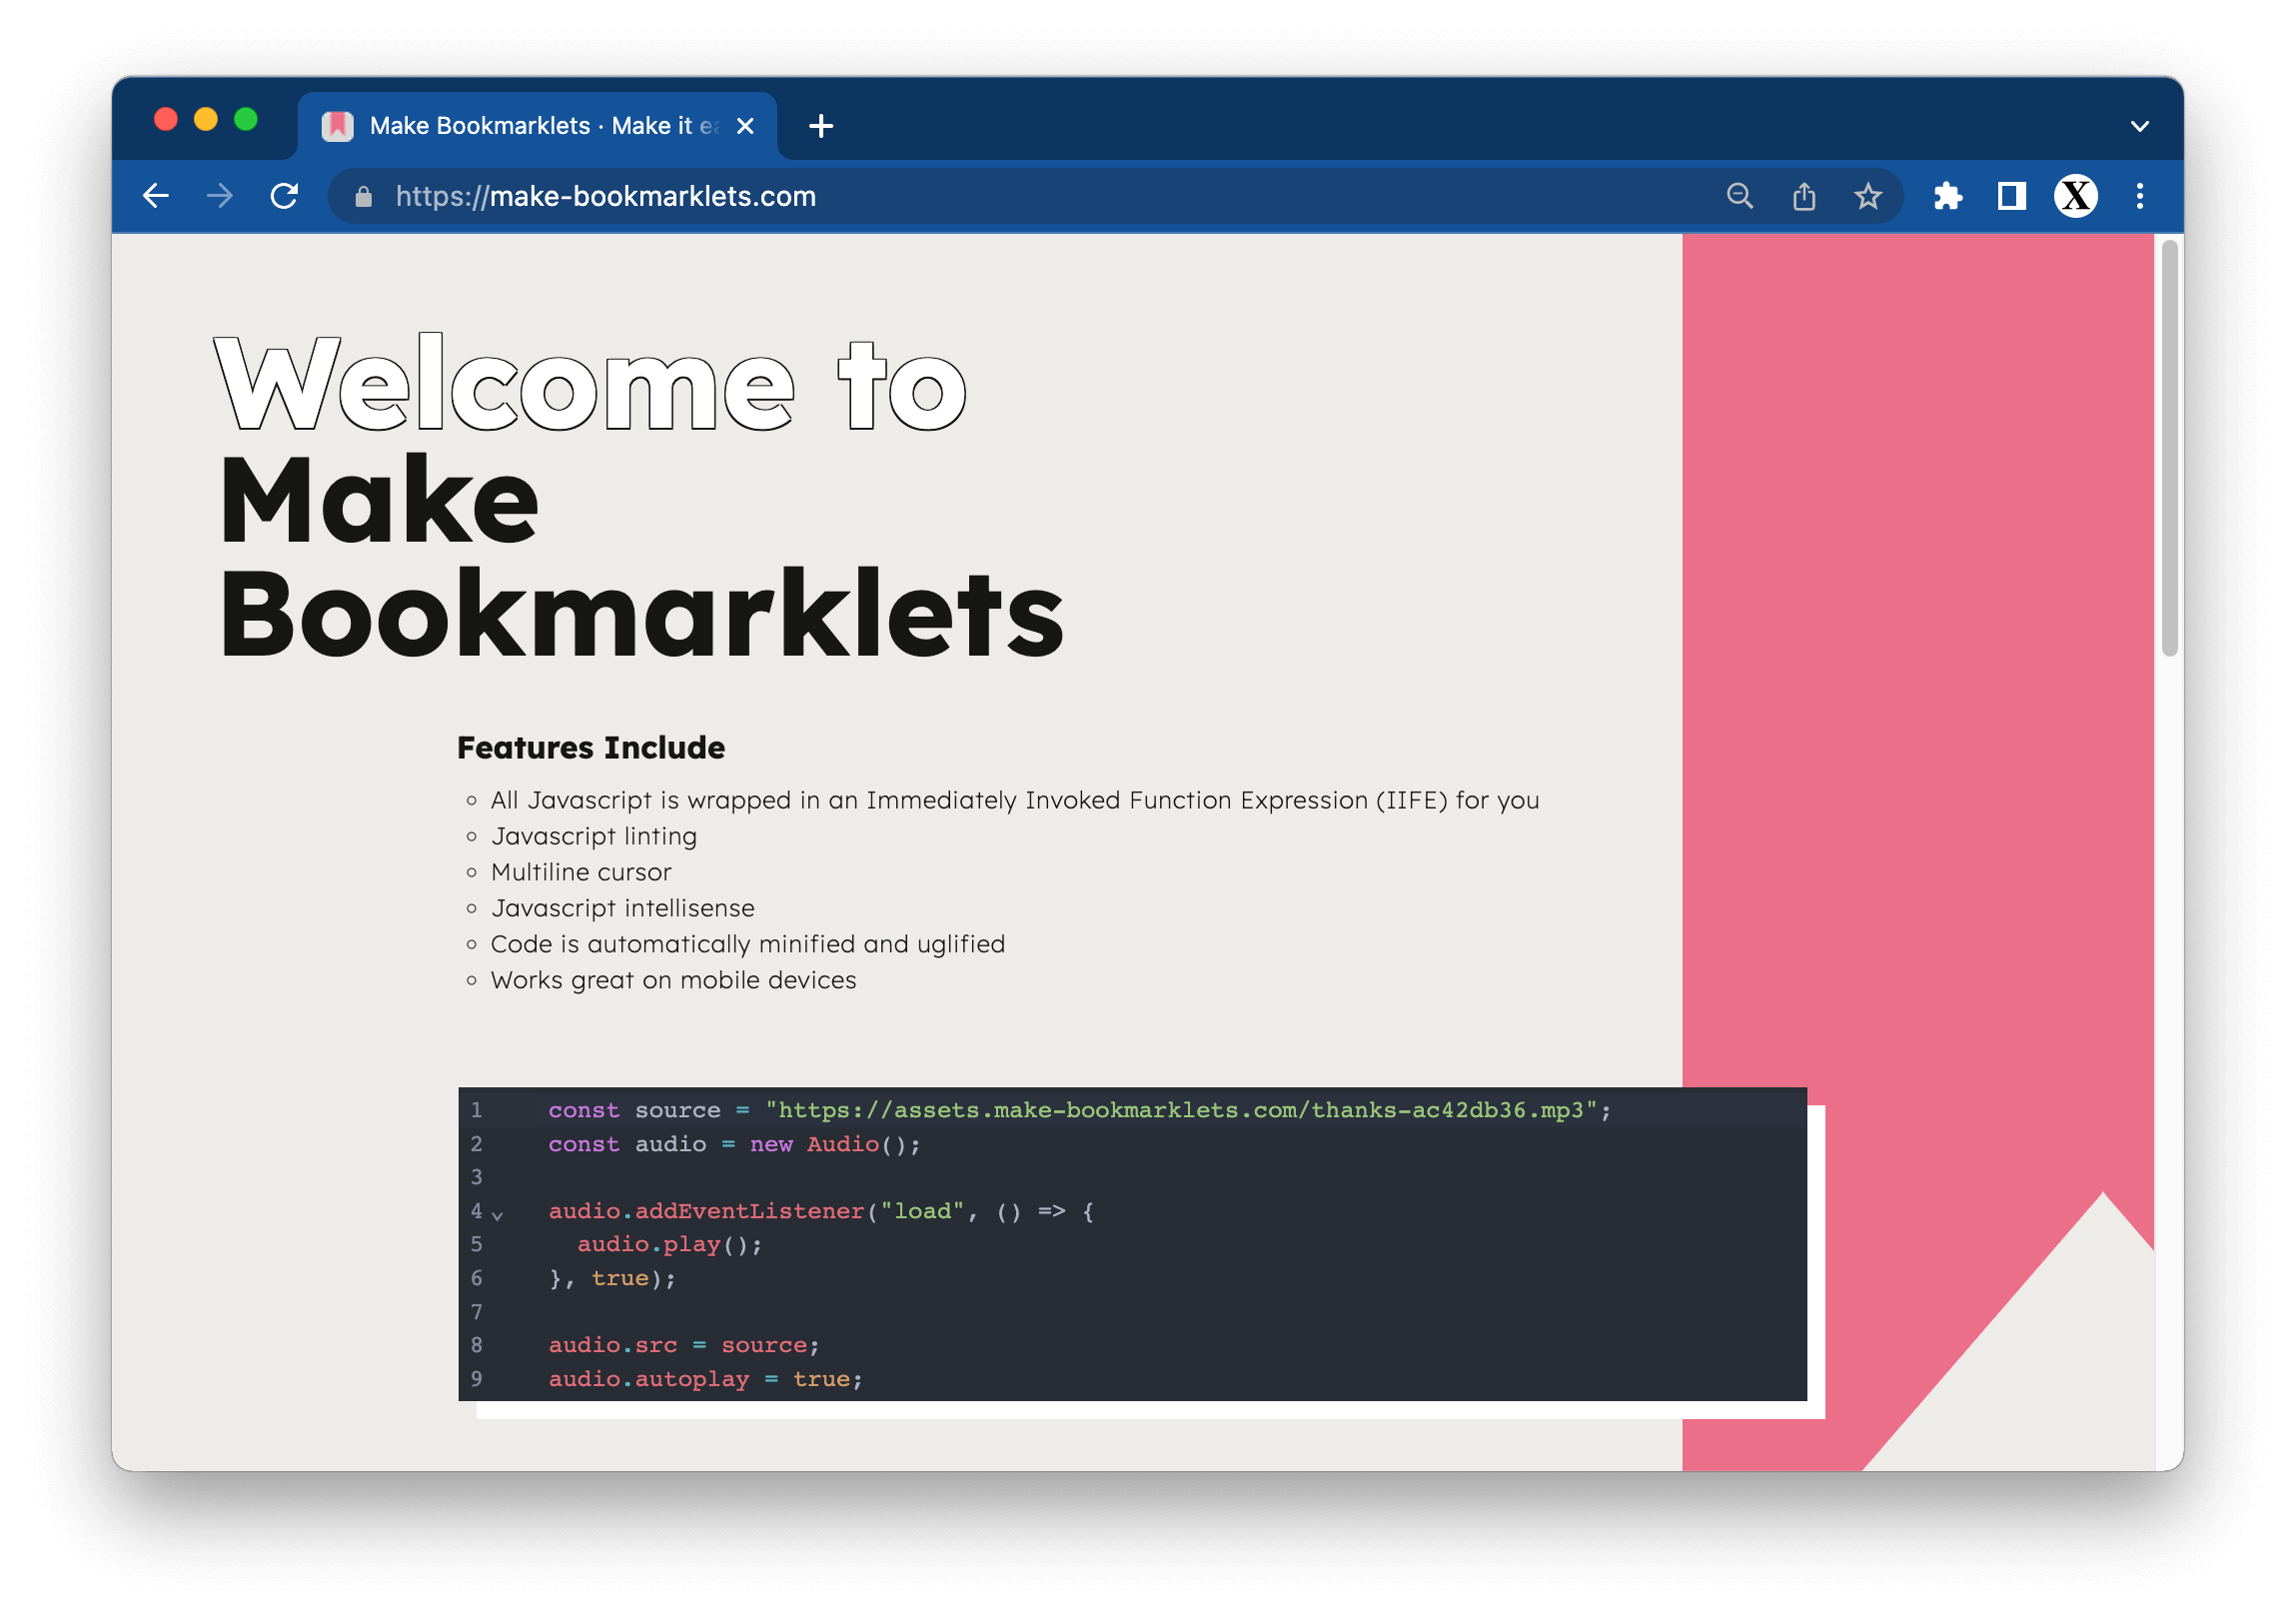 Make Bookmarklets · Make it ea
https://make-bookmarklets.com
X
Welcome to
Make
Bookmarklets
Features Include
All Javascript is wrapped in an Immediately Invoked Function Expression (IIFE) for you
Javascript linting
Multiline cursor
Javascript intellisense
Code is automatically minified and uglified
Works great on mobile devices
1 const source = "https://assets.make-bookmarklets.com/thanks-ac42db36.mp3";
2 const audio = new Audio();
3
4 audio.addEventListener("load", () => {
5 audio.play();
6 }, true);
7
8 audio.src = source;
9 audio.autoplay = true;